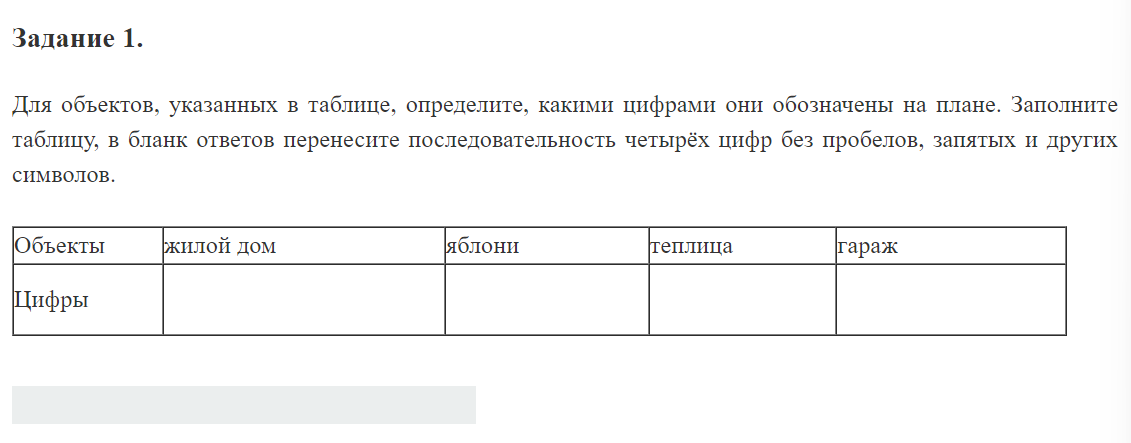 Задание 1.
Для объектов, указанных в таблице, определите, какими цифрами они обозначены на плане. Заполните
таблицу, в бланк ответов перенесите последовательность четырёх цифр без пробелов, запятых и других
символов.
Объекты жилой дом яблони теплица гараж
Цифры